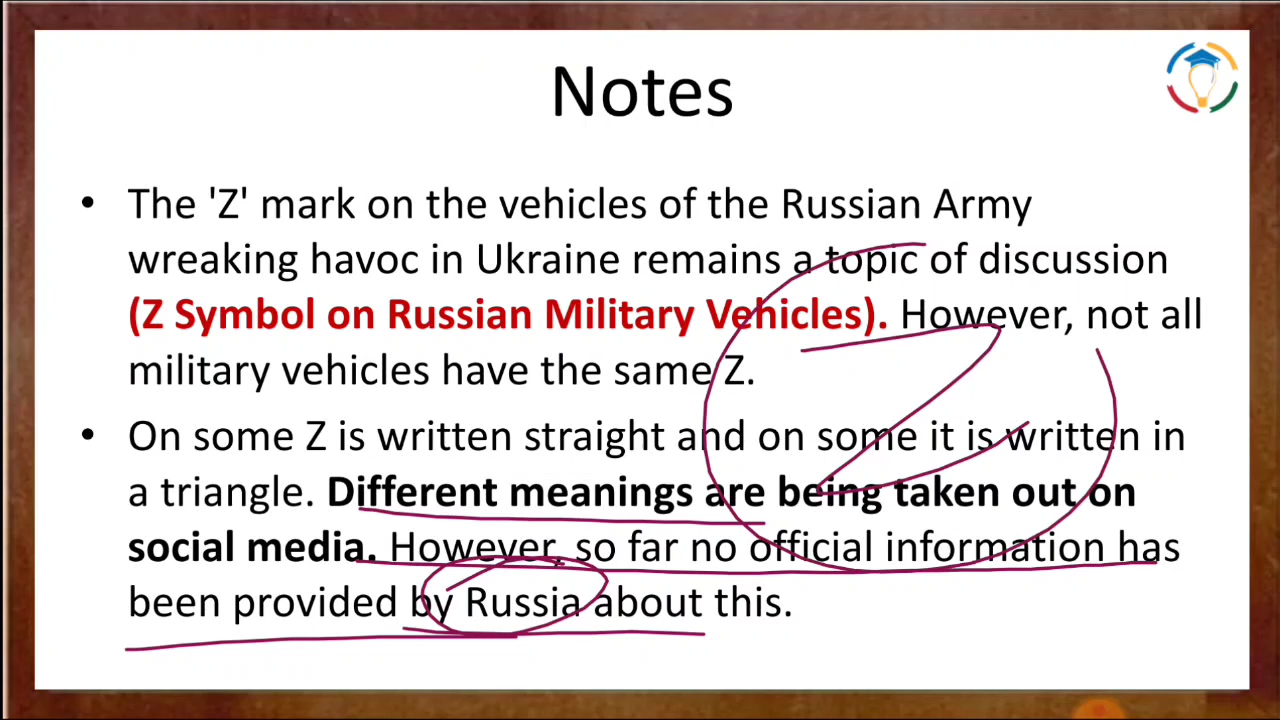 Notes
• The 'Z' mark on the vehicles of the Russian Army
wreaking havoc in Ukraine remains a topic of discussion
(Z Symbol on Russian Military Vehicles). However, not all
military vehicles have the same Z.
• On some Z is written straight and on some it is written in
a triangle. Different meanings are being taken out on
social media. However, so far no official information has
been provided by Russia about this.
Z